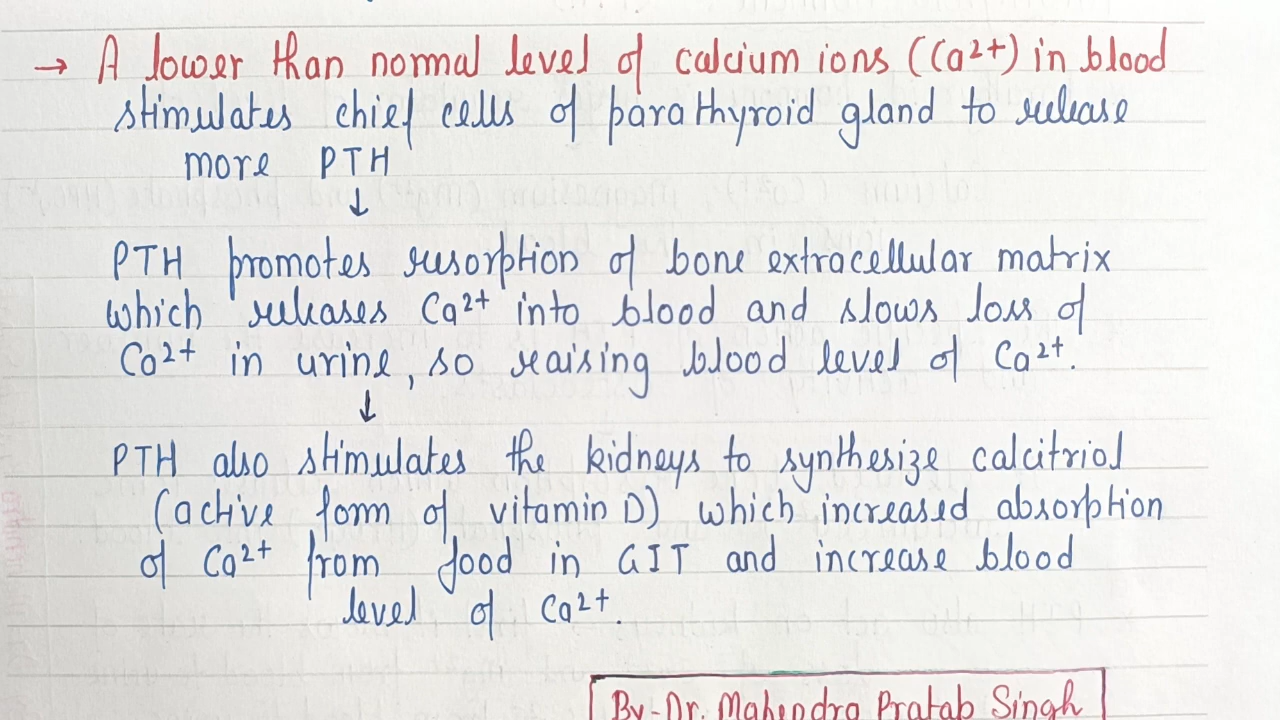 → A lower than normal level of calcium ions ((Ca2+) in blood
stimulates chief cells of parathyroid gland to release
more PTH
↓
PTH promotes resorption of bone extracellular matrix
which releases Ca2+ into blood and slows loss of
Ca2+ in urine, so raising blood level of Ca2+.
↓
PTH also stimulates the kidneys to synthesize calcitriol
(active form of vitamin D) which increased absorption
of Ca2+ from food in GIT and increase blood
level of Ca2+.
By-Dr. Mahendra Pratab Singh